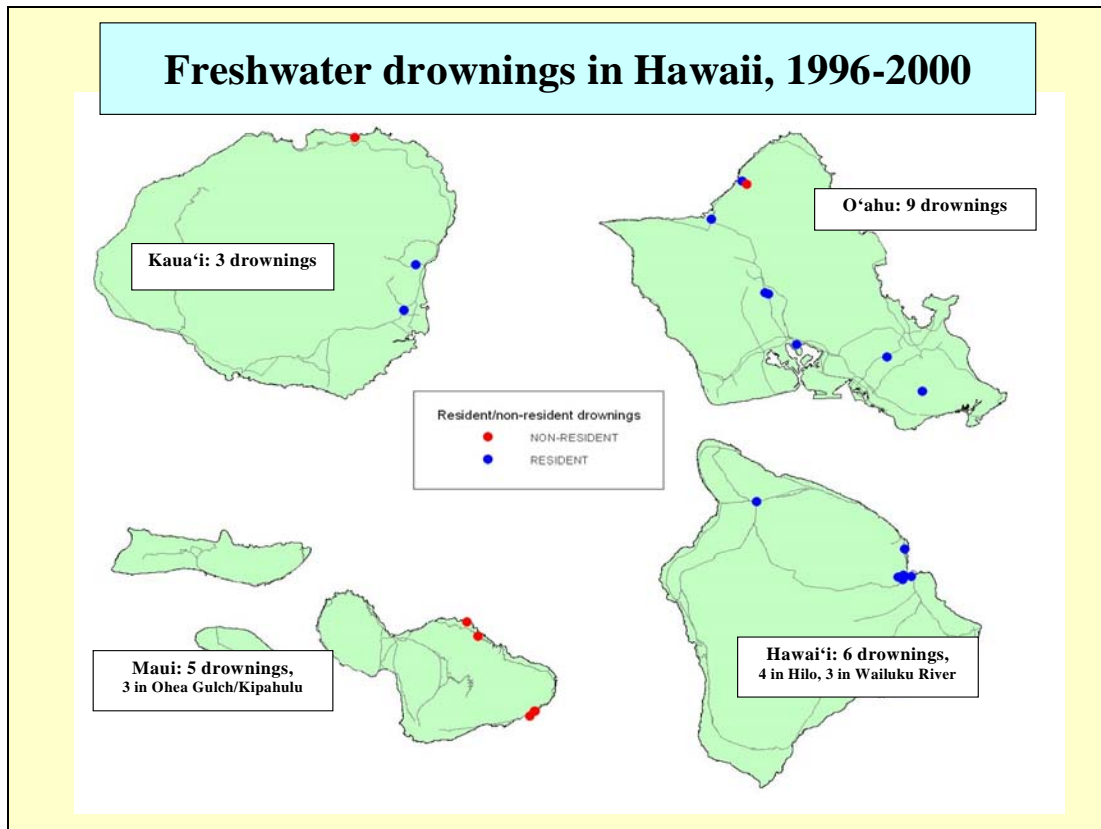 Freshwater drownings in Hawaii, 1996-2000
O‘ahu: 9 drownings
Kaua‘i: 3 drownings
Resident/non-resident drownings
NON-RESIDENT
RESIDENT
Maui: 5 drownings,
3 in Ohea Gulch/Kipahulu
Hawai‘i: 6 drownings,
4 in Hilo, 3 in Wailuku River